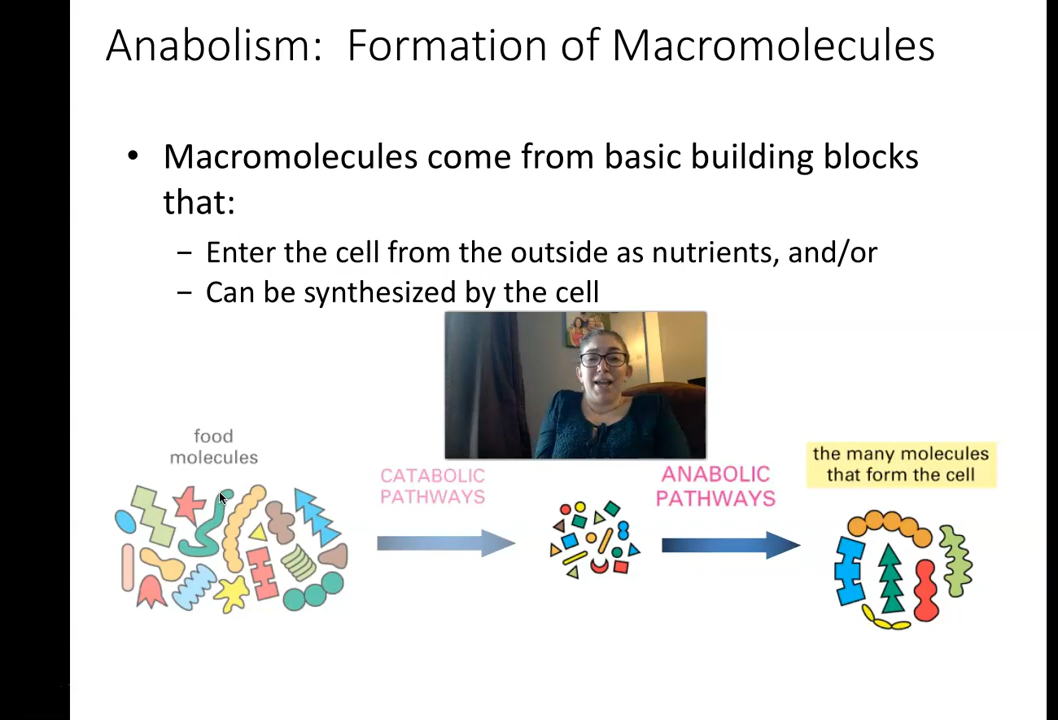 Anabolism: Formation of Macromolecules
• Macromolecules come from basic building blocks
that:
– Enter the cell from the outside as nutrients, and/or
– Can be synthesized by the cell
food
molecules
CATABOLIC
PATHWAYS
ANABOLIC
PATHWAYS
the many molecules
that form the cell